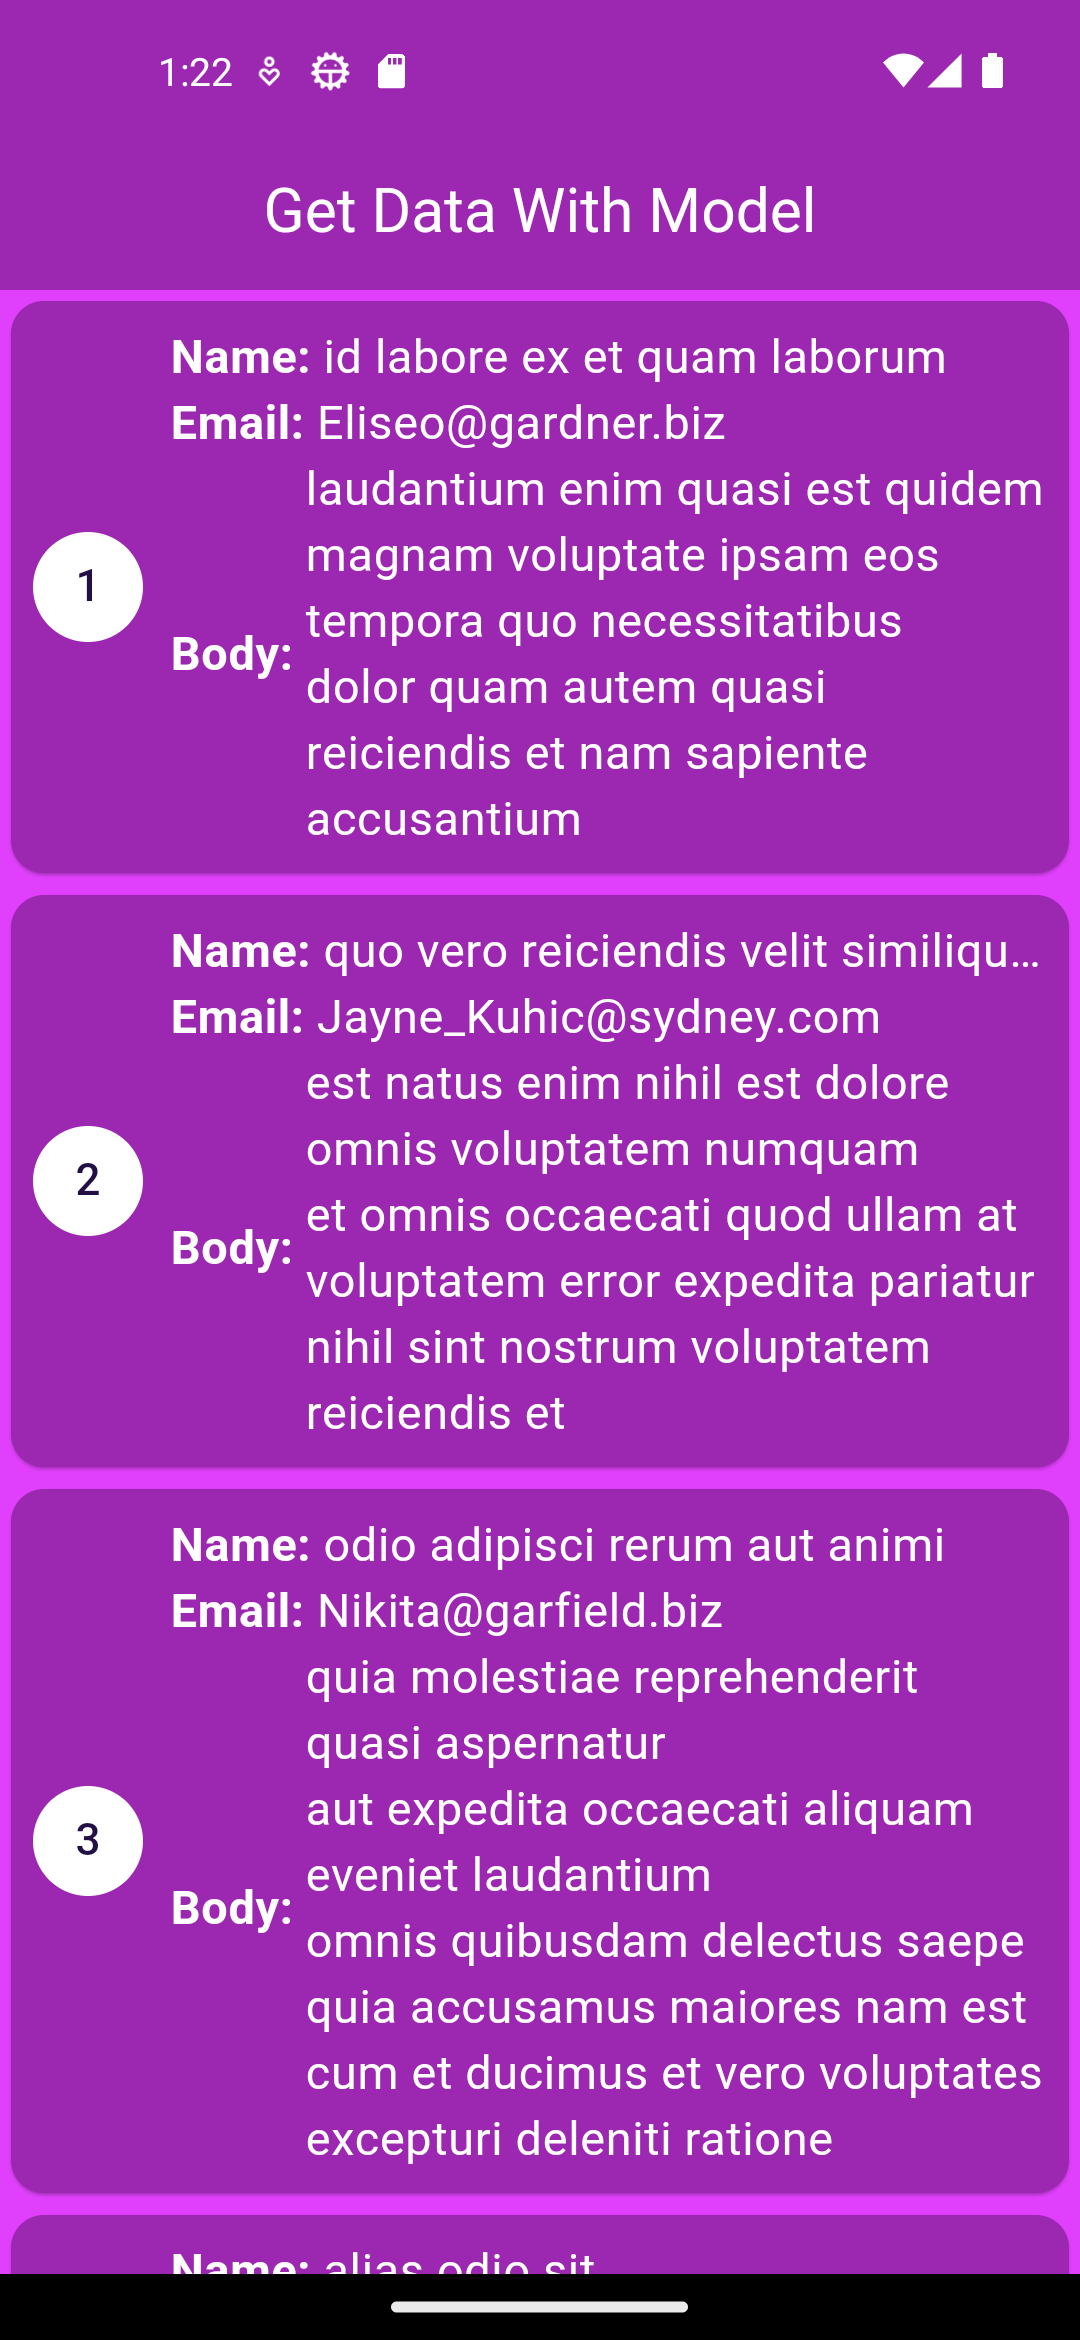 1:22
Get Data With Model
Name: id labore ex et quam laborum
Email: Eliseo@gardner.biz
1
Body:
laudantium enim quasi est quidem
magnam voluptate ipsam eos
tempora quo necessitatibus
dolor quam autem quasi
reiciendis et nam sapiente
accusantium
Name: quo vero reiciendis velit similiqu…
Email: Jayne_Kuhic@sydney.com
2
Body:
est natus enim nihil est dolore
omnis voluptatem numquam
et omnis occaecati quod ullam at
voluptatem error expedita pariatur
nihil sint nostrum voluptatem
reiciendis et
Name: odio adipisci rerum aut animi
Email: Nikita@garfield.biz
3
Body:
quia molestiae reprehenderit
quasi aspernatur
aut expedita occaecati aliquam
eveniet laudantium
omnis quibusdam delectus saepe
quia accusamus maiores nam est
cum et ducimus et vero voluptates
excepturi deleniti ratione
Name: alias odio sit